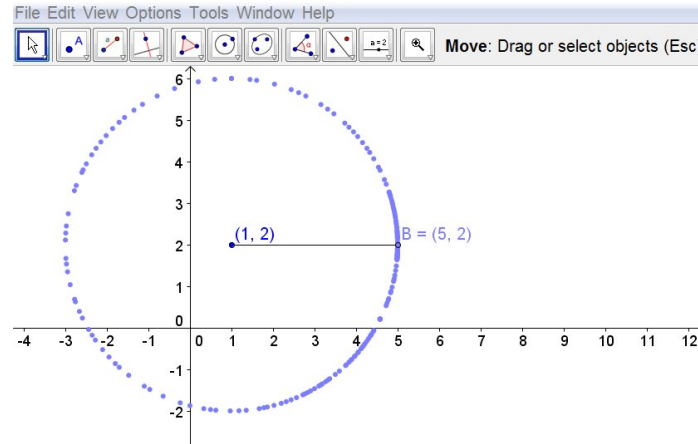 File Edit View Options Tools Window Help
A a α a = 2 Move: Drag or select objects (Esc
6
5
4
3
(1, 2) B = (5, 2)
2
1
0
-4 -3 -2 -1 0 1 2 3 4 5 6 7 8 9 10 11 12
-1
-2